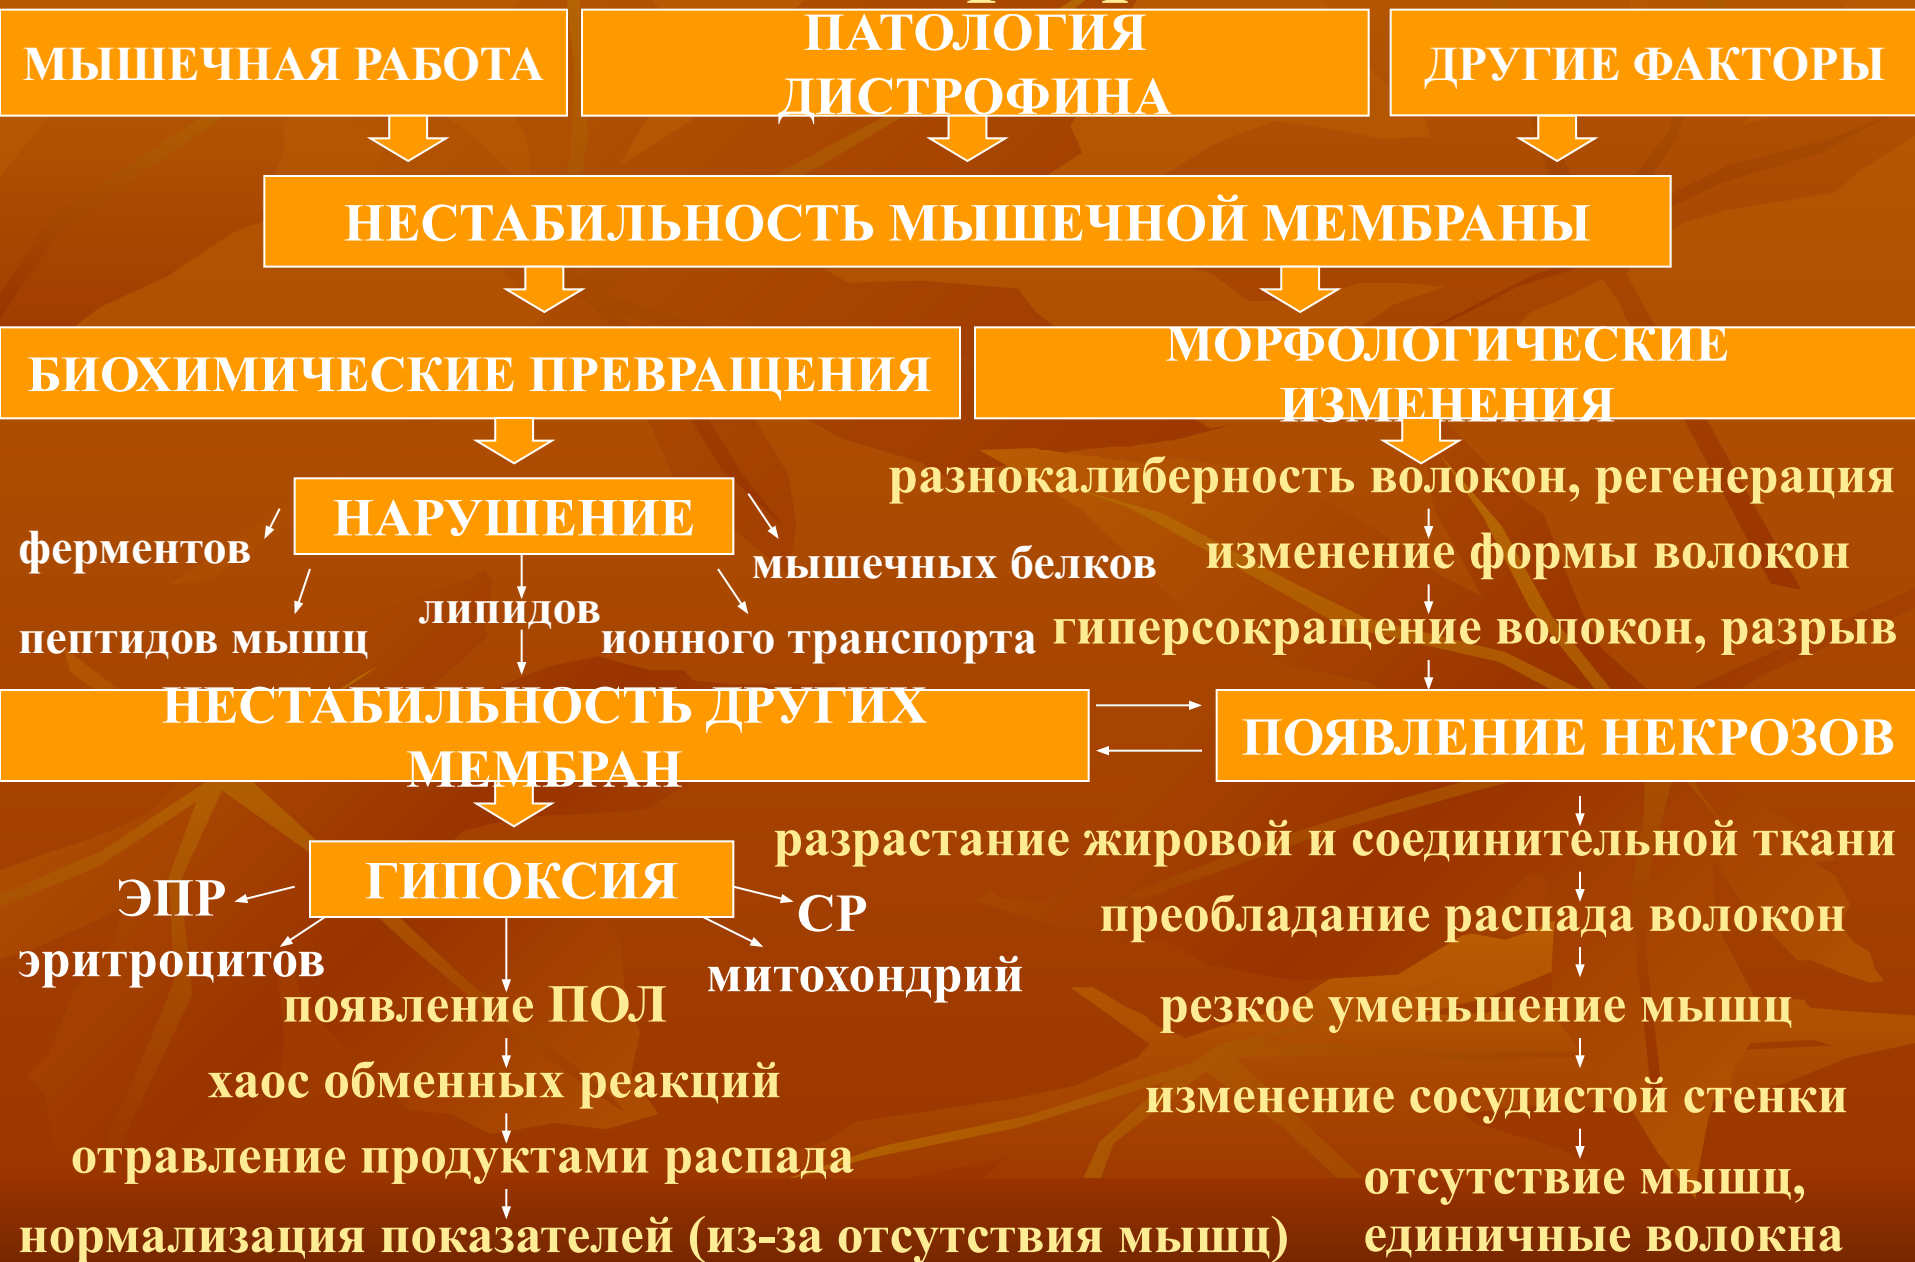 МЫШЕЧНАЯ РАБОТА
ПАТОЛОГИЯ
ДИСТРОФИНА
ДРУГИЕ ФАКТОРЫ
НЕСТАБИЛЬНОСТЬ МЫШЕЧНОЙ МЕМБРАНЫ
БИОХИМИЧЕСКИЕ ПРЕВРАЩЕНИЯ
МОРФОЛОГИЧЕСКИЕ
ИЗМЕНЕНИЯ
НАРУШЕНИЕ
ферментов
мышечных белков
пептидов мышц
липидов
ионного транспорта
разнокалиберность волокон, регенерация
изменение формы волокон
гиперсокращение волокон, разрыв
НЕСТАБИЛЬНОСТЬ ДРУГИХ
МЕМБРАН
ПОЯВЛЕНИЕ НЕКРОЗОВ
ГИПОКСИЯ
ЭПР
СР
эритроцитов
митохондрий
появление ПОЛ
хаос обменных реакций
отравление продуктами распада
нормализация показателей (из-за отсутствия мышц)
разрастание жировой и соединительной ткани
преобладание распада волокон
резкое уменьшение мышц
изменение сосудистой стенки
отсутствие мышц,
единичные волокна